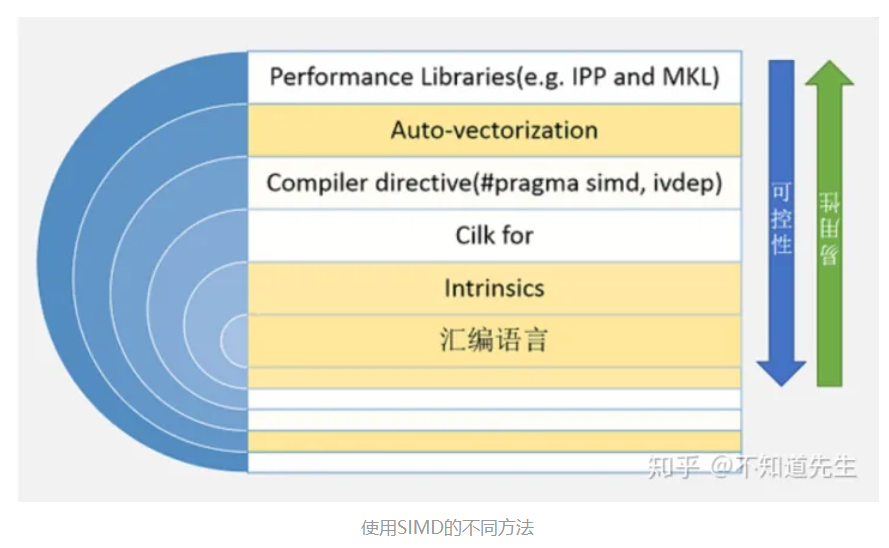 Performance Libraries(e.g. IPP and MKL)
Auto-vectorization
Compiler directive(#pragma simd, ivdep)
Cilk for
Intrinsics
汇编语言
可控性
易用性
知乎 @不知道先生
使用SIMD的不同方法